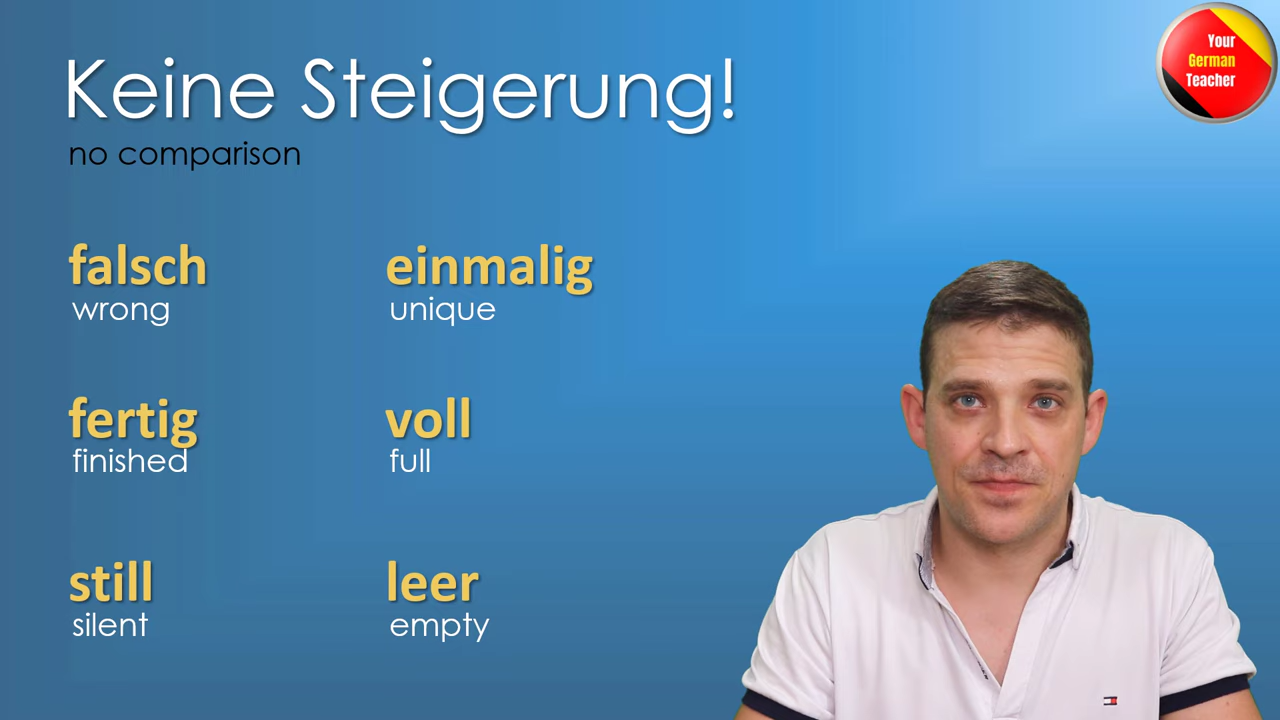 Keine Steigerung!
no comparison
falsch
wrong
einmalig
unique
fertig
finished
voll
full
still
silent
leer
empty
Your
German
Teacher